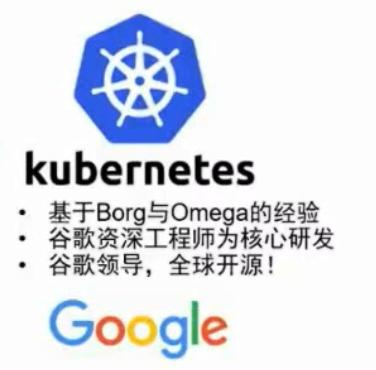 kubernetes
• 基于Borg与Omega的经验
• 谷歌资深工程师为核心研发
• 谷歌领导，全球开源！
Google